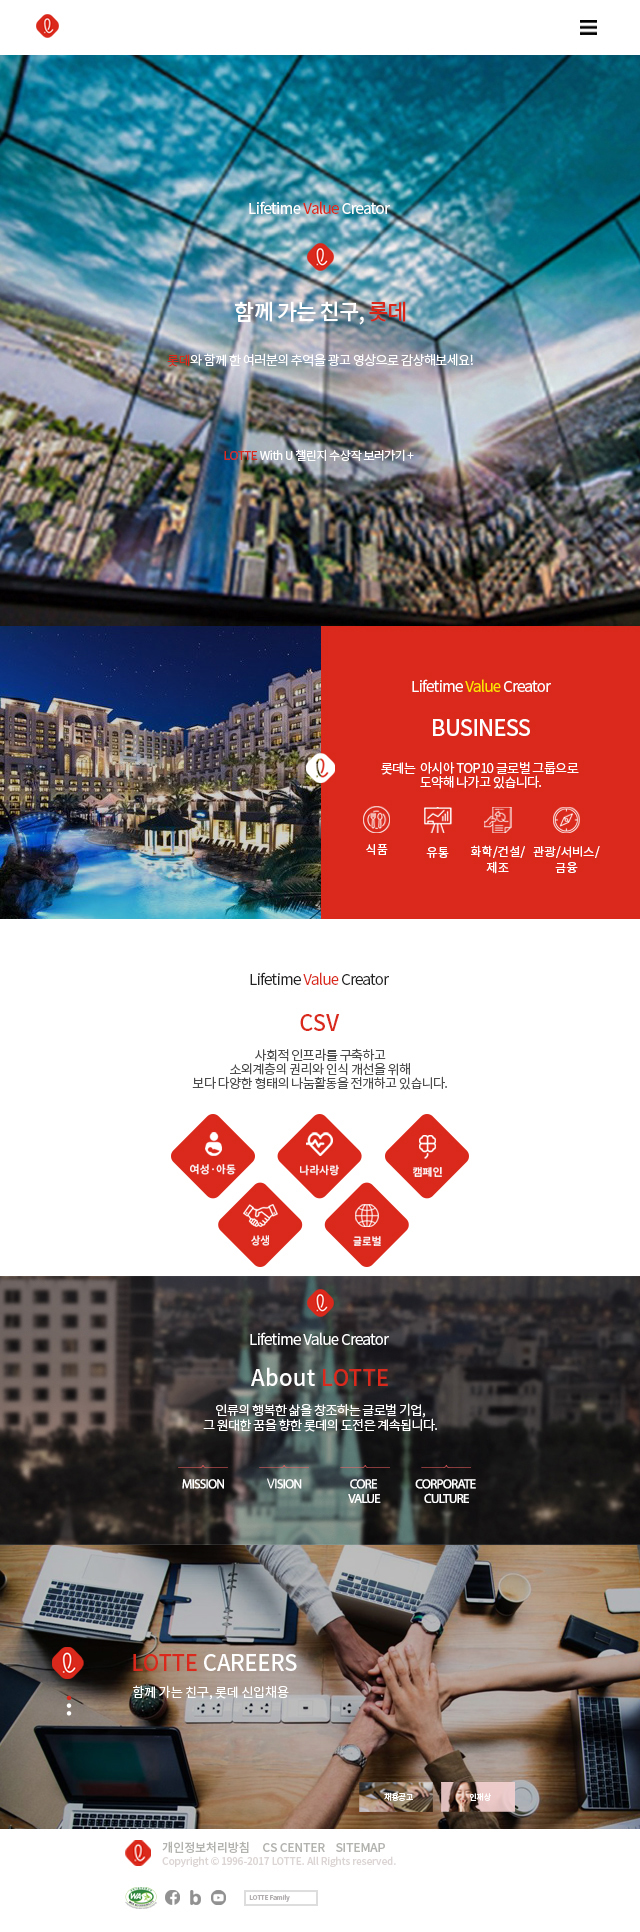 Lifetime Value Creator
함께 가는 친구, 롯데
롯데와 함께 한 여러분의 추억을 광고 영상으로 감상해보세요!
LOTTE With U 챌린지 수상작 보러가기 +
Lifetime Value Creator
BUSINESS
롯데는 아시아 TOP10 글로벌 그룹으로
도약해 나가고 있습니다.
식품
유통
화학/건설/
제조
관광/서비스/
금융
Lifetime Value Creator
CSV
사회적 인프라를 구축하고
소외계층의 권리와 인식 개선을 위해
보다 다양한 형태의 나눔활동을 전개하고 있습니다.
여성·아동
나라사랑
캠페인
상생
글로벌
Lifetime Value Creator
About LOTTE
인류의 행복한 삶을 창조하는 글로벌 기업,
그 원대한 꿈을 향한 롯데의 도전은 계속됩니다.
MISSION
VISION
CORE
VALUE
CORPORATE
CULTURE
LOTTE CAREERS
함께 가는 친구, 롯데 신입채용
채용공고
인재상
개인정보처리방침 CS CENTER SITEMAP
Copyright © 1996-2017 LOTTE. All Rights reserved.
LOTTE Family